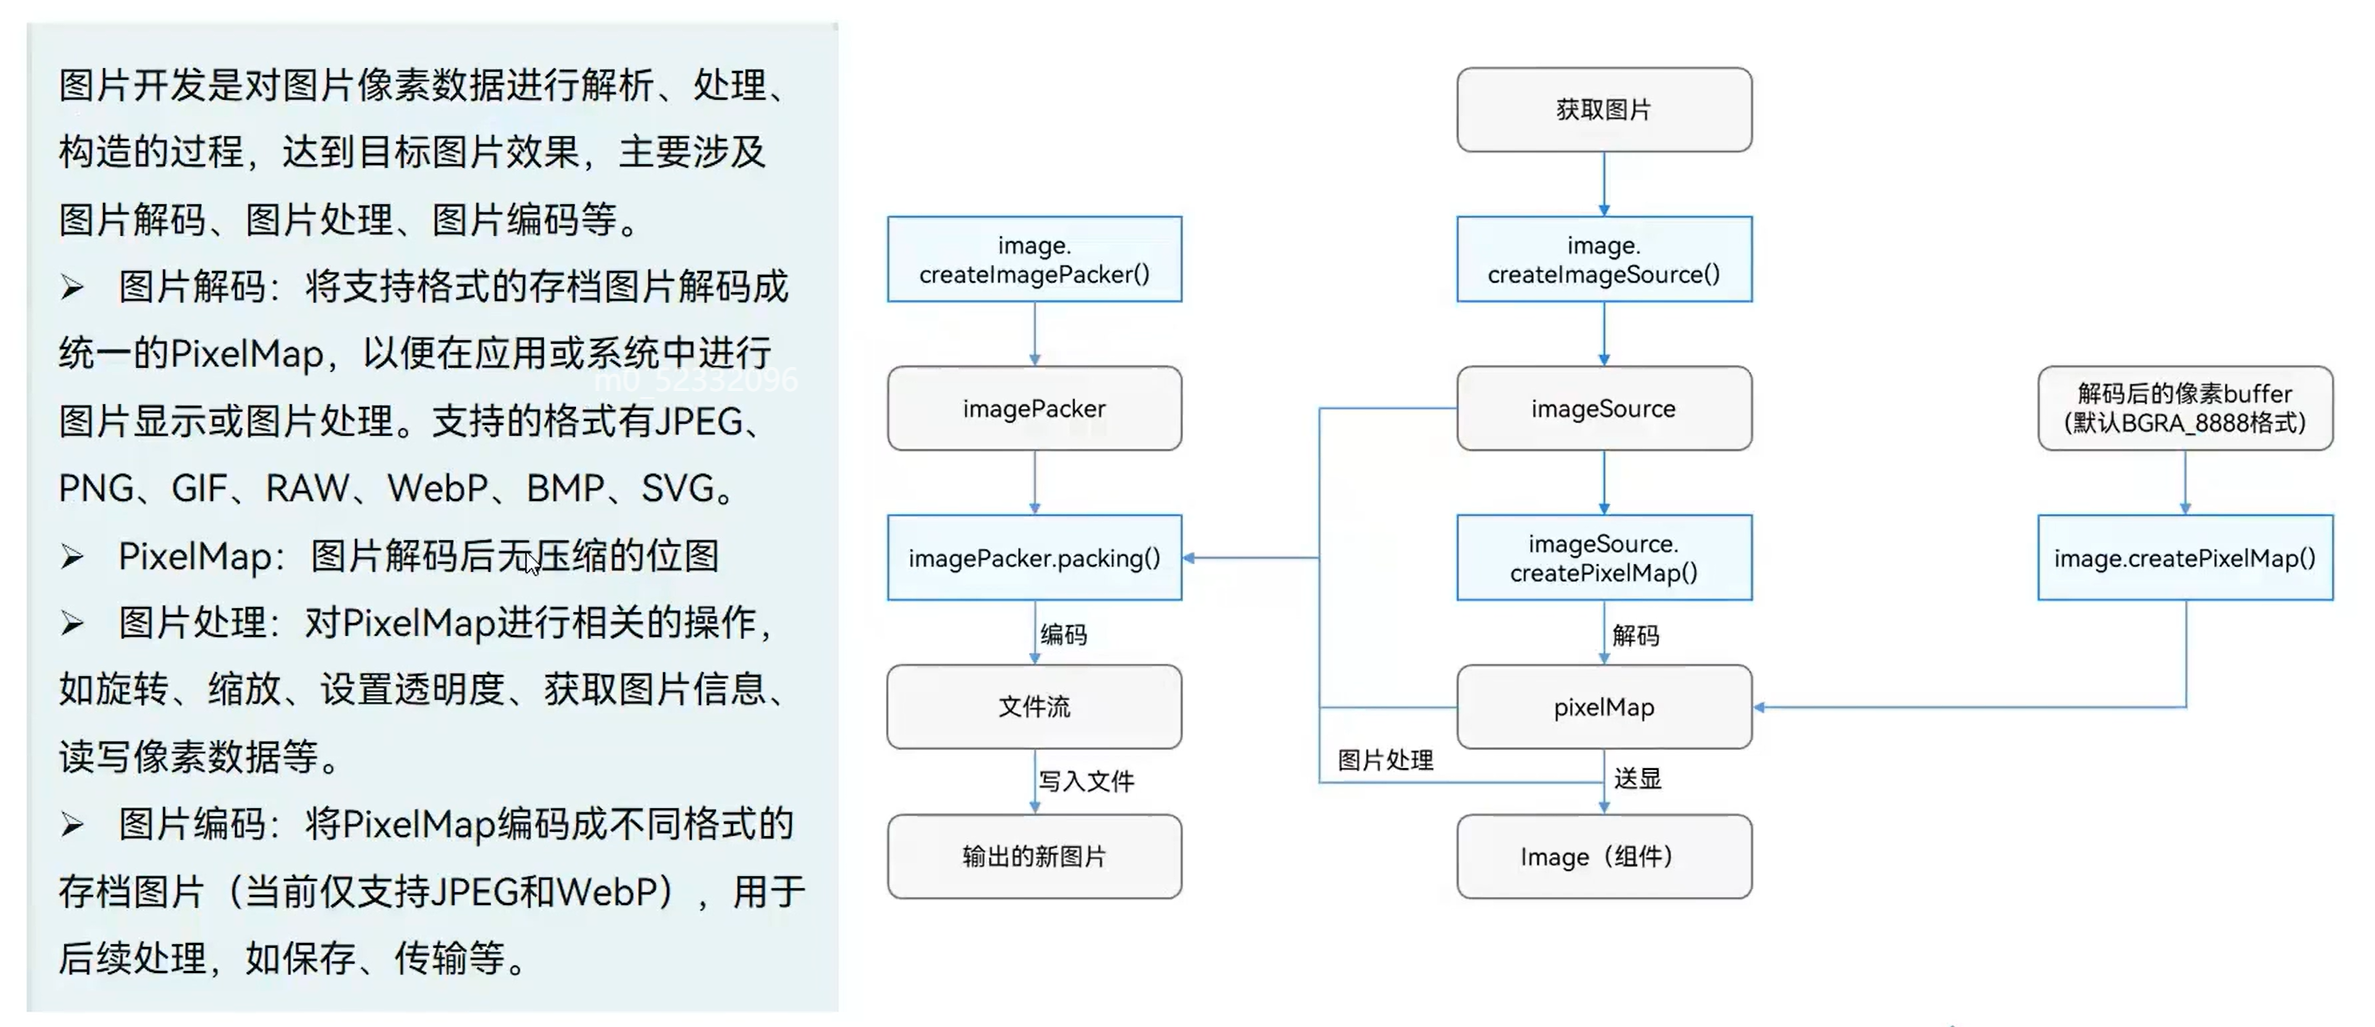 图片开发是对图片像素数据进行解析、处理、
构造的过程，达到目标图片效果，主要涉及
图片解码、图片处理、图片编码等。
➢ 图片解码：将支持格式的存档图片解码成
统一的PixelMap，以便在应用或系统中进行
图片显示或图片处理。支持的格式有JPEG、
PNG、GIF、RAW、WebP、BMP、SVG。
➢ PixelMap：图片解码后无压缩的位图
➢ 图片处理：对PixelMap进行相关的操作，
如旋转、缩放、设置透明度、获取图片信息、
读写像素数据等。
➢ 图片编码：将PixelMap编码成不同格式的
存档图片（当前仅支持JPEG和WebP），用于
后续处理，如保存、传输等。
m0_52332096
image.
createImagePacker()
imagePacker
imagePacker.packing()
编码
文件流
写入文件
输出的新图片
获取图片
image.
createImageSource()
imageSource
imageSource.
createPixelMap()
解码
pixelMap
图片处理
送显
Image（组件）
解码后的像素buffer
（默认BGRA_8888格式）
image.createPixelMap()